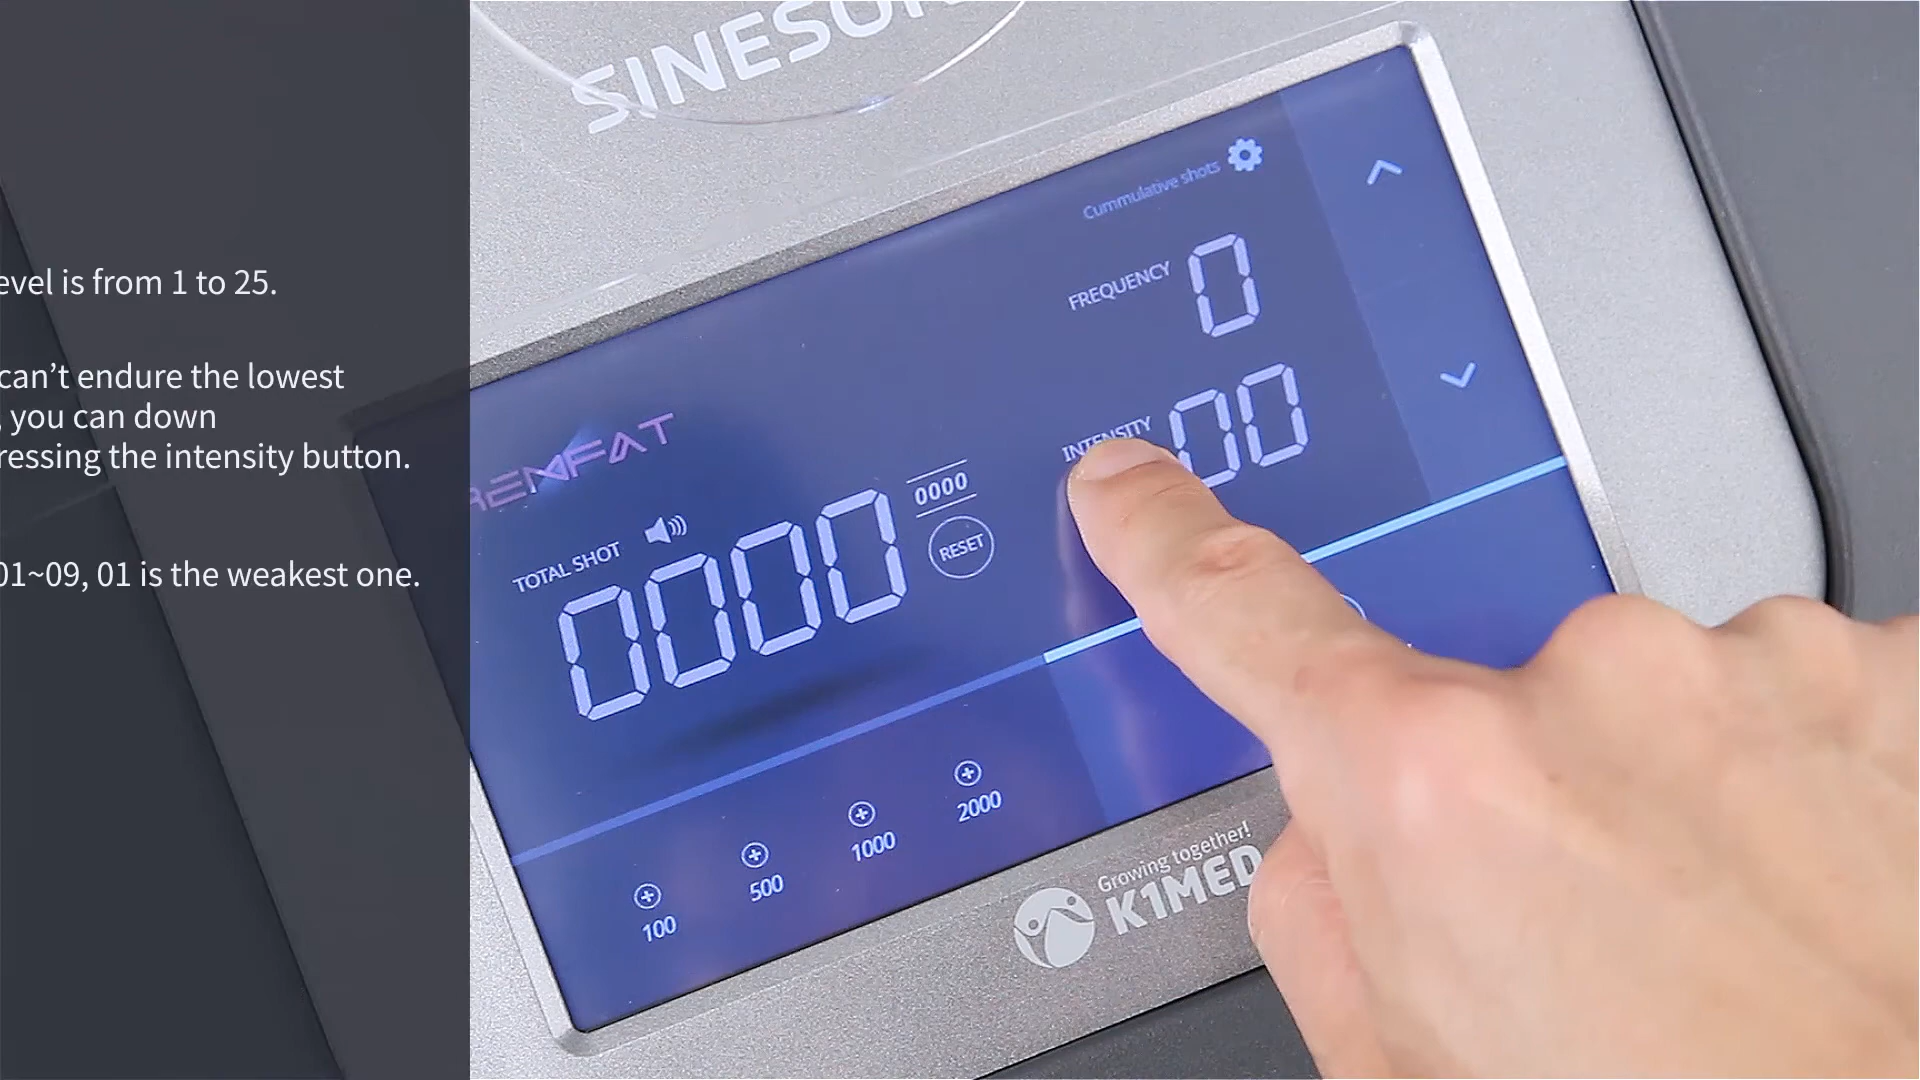 evel is from 1 to 25.
can't endure the lowest
, you can down
ressing the intensity button.
01~09, 01 is the weakest one.
Cummulative shots
FREQUENCY 0
INTENSITY 00
ENFAT
TOTAL SHOT
0000
0000
RESET
100
500
1000
2000
Growing together!
K1MED